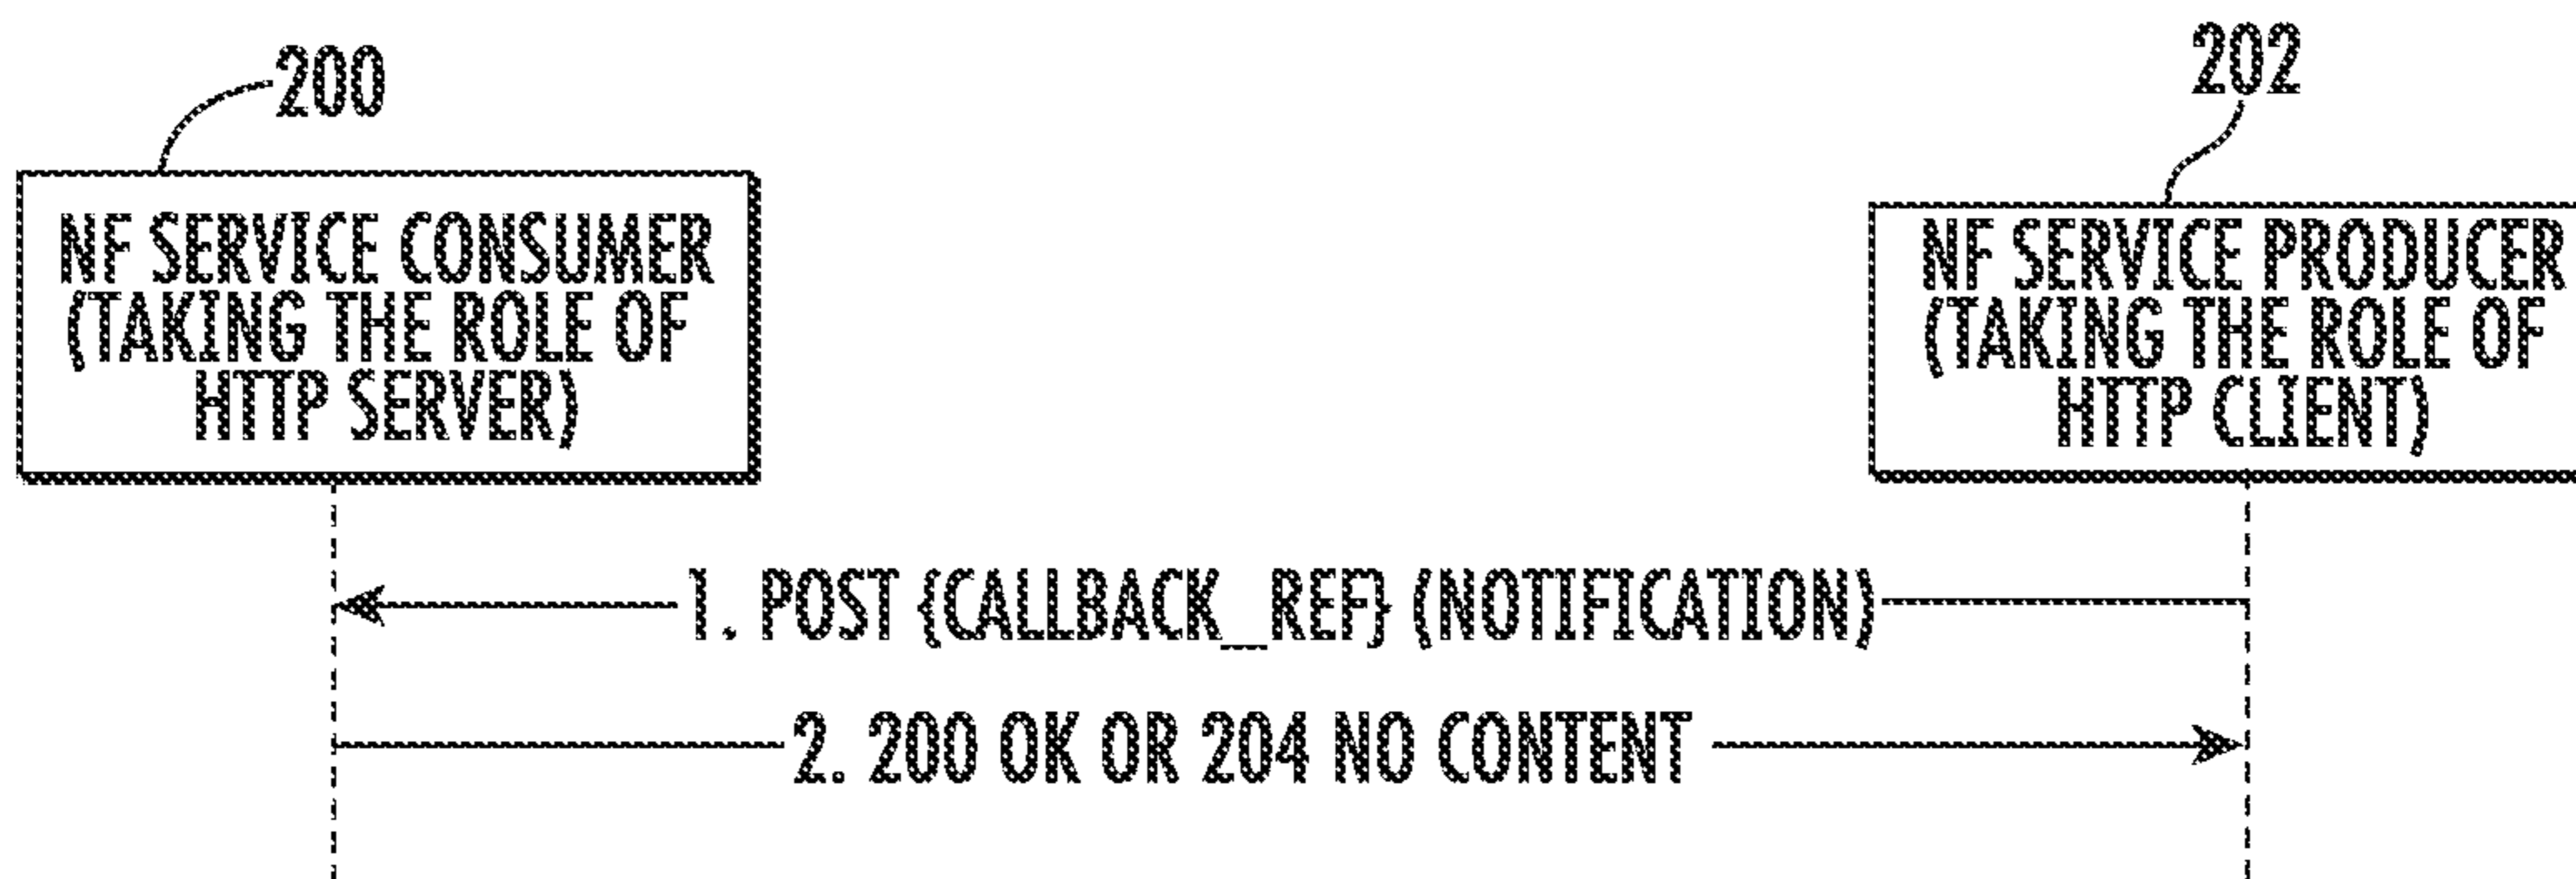 200
202
NF SERVICE CONSUMER
(TAKING THE ROLE OF
HTTP SERVER)
NF SERVICE PRODUCER
(TAKING THE ROLE OF
HTTP CLIENT)
1. POST {CALLBACK_REF} (NOTIFICATION)
2. 200 OK OR 204 NO CONTENT